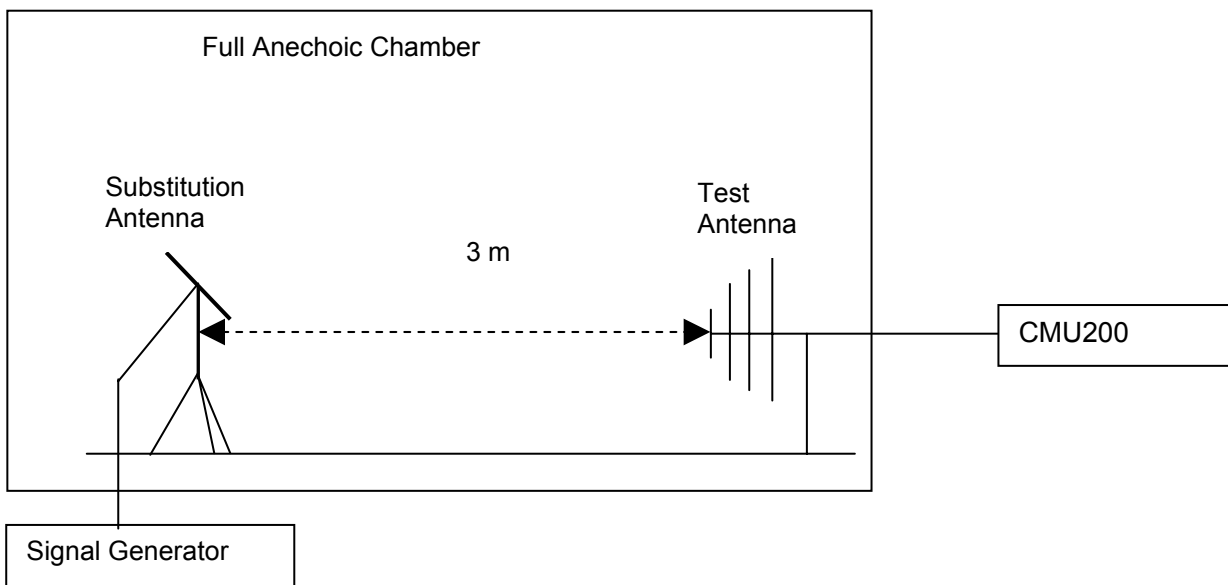 Full Anechoic Chamber
Substitution
Antenna
Test
Antenna
3 m
CMU200
Signal Generator